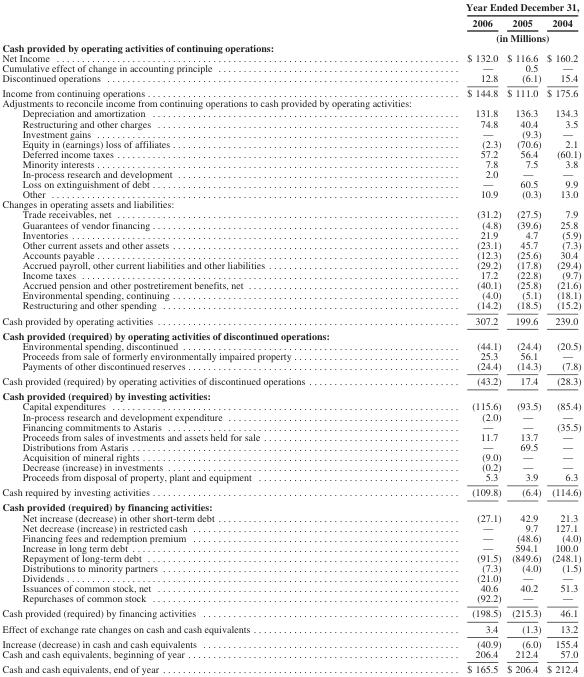 Year Ended December 31,
2006 2005 2004
(in Millions)
Cash provided by operating activities of continuing operations:
Net Income $ 132.0 $ 116.6 $ 160.2
Cumulative effect of change in accounting principle — 0.5 —
Discontinued operations 12.8 (6.1) 15.4
Income from continuing operations $ 144.8 $ 111.0 $ 175.6
Adjustments to reconcile income from continuing operations to cash provided by operating activities:
Depreciation and amortization 131.8 136.3 134.3
Restructuring and other charges 74.8 40.4 3.5
Investment gains — (9.3) —
Equity in (earnings) loss of affiliates (2.3) (70.6) 2.1
Deferred income taxes 57.2 56.4 (60.1)
Minority interests 7.8 7.5 3.8
In-process research and development 2.0 — —
Loss on extinguishment of debt — 60.5 9.9
Other 10.9 (0.3) 13.0
Changes in operating assets and liabilities:
Trade receivables, net (31.2) (27.5) 7.9
Guarantees of vendor financing (4.8) (39.6) 25.8
Inventories 21.9 4.7 (5.9)
Other current assets and other assets (23.1) 45.7 (7.3)
Accounts payable (12.3) (25.6) 30.4
Accrued payroll, other current liabilities and other liabilities (29.2) (17.8) (29.4)
Income taxes 17.2 (22.8) (9.7)
Accrued pension and other postretirement benefits, net (40.1) (25.8) (21.6)
Environmental spending, continuing (4.0) (5.1) (18.1)
Restructuring and other spending (14.2) (18.5) (15.2)
Cash provided by operating activities 307.2 199.6 239.0
Cash provided (required) by operating activities of discontinued operations:
Environmental spending, discontinued (44.1) (24.4) (20.5)
Proceeds from sale of formerly environmentally impaired property 25.3 56.1 —
Payments of other discontinued reserves (24.4) (14.3) (7.8)
Cash provided (required) by operating activities of discontinued operations (43.2) 17.4 (28.3)
Cash provided (required) by investing activities:
Capital expenditures (115.6) (93.5) (85.4)
In-process research and development expenditure (2.0) — —
Financing commitments to Astaris — — (35.5)
Proceeds from sales of investments and assets held for sale 11.7 13.7 —
Distributions from Astaris — 69.5 —
Acquisition of mineral rights (9.0) — —
Decrease (increase) in investments (0.2) — —
Proceeds from disposal of property, plant and equipment 5.3 3.9 6.3
Cash required by investing activities (109.8) (6.4) (114.6)
Cash provided (required) by financing activities:
Net increase (decrease) in other short-term debt (27.1) 42.9 21.3
Net decrease (increase) in restricted cash — 9.7 127.1
Financing fees and redemption premium — (48.6) (4.0)
Increase in long term debt — 594.1 100.0
Repayment of long-term debt (91.5) (849.6) (248.1)
Distributions to minority partners (7.3) (4.0) (1.5)
Dividends (21.0) — —
Issuances of common stock, net 40.6 40.2 51.3
Repurchases of common stock (92.2) — —
Cash provided (required) by financing activities (198.5) (215.3) 46.1
Effect of exchange rate changes on cash and cash equivalents 3.4 (1.3) 13.2
Increase (decrease) in cash and cash equivalents (40.9) (6.0) 155.4
Cash and cash equivalents, beginning of year 206.4 212.4 57.0
Cash and cash equivalents, end of year $ 165.5 $ 206.4 $ 212.4